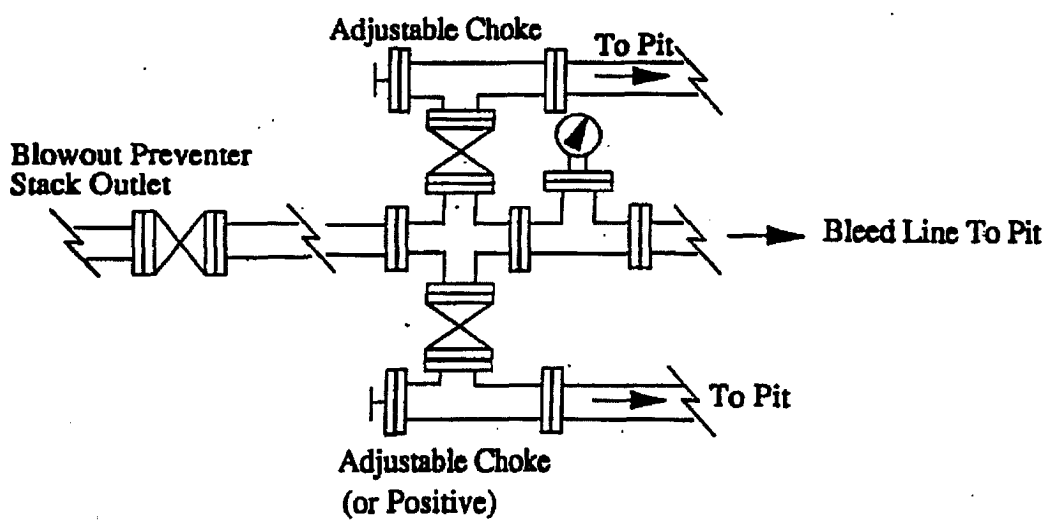 Adjustable Choke
To Pit
Blowout Preventer
Stack Outlet
Bleed Line To Pit
To Pit
Adjustable Choke
(or Positive)